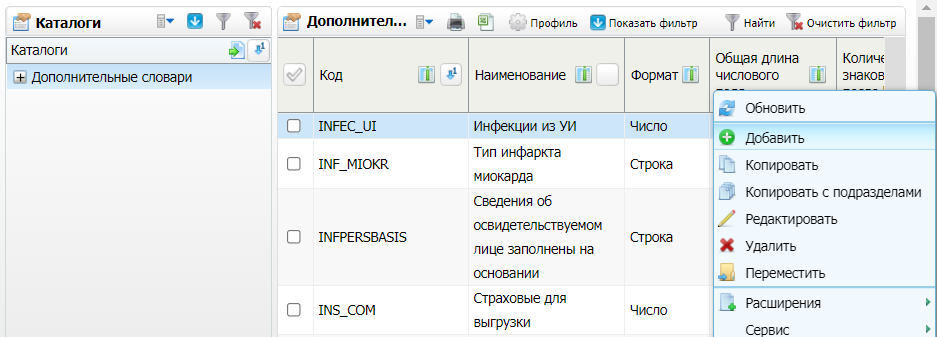 Каталоги
Дополнител...
Профиль
Показать фильтр
Найти
Очистить фильтр
Каталоги
Дополнительные словари
Код
Наименование
Формат
Общая длина
числового
Количе
знаков
INFEC_UI
Инфекции из УИ
Число
INF_MIOKR
Тип инфаркта
миокарда
Строка
INFPERSBASIS
Сведения об
освидетельствуемом
лице заполнены на
основании
Строка
INS_COM
Страховые для
выгрузки
Число
Обновить
Добавить
Копировать
Копировать с подразделами
Редактировать
Удалить
Переместить
Расширения
Сервис